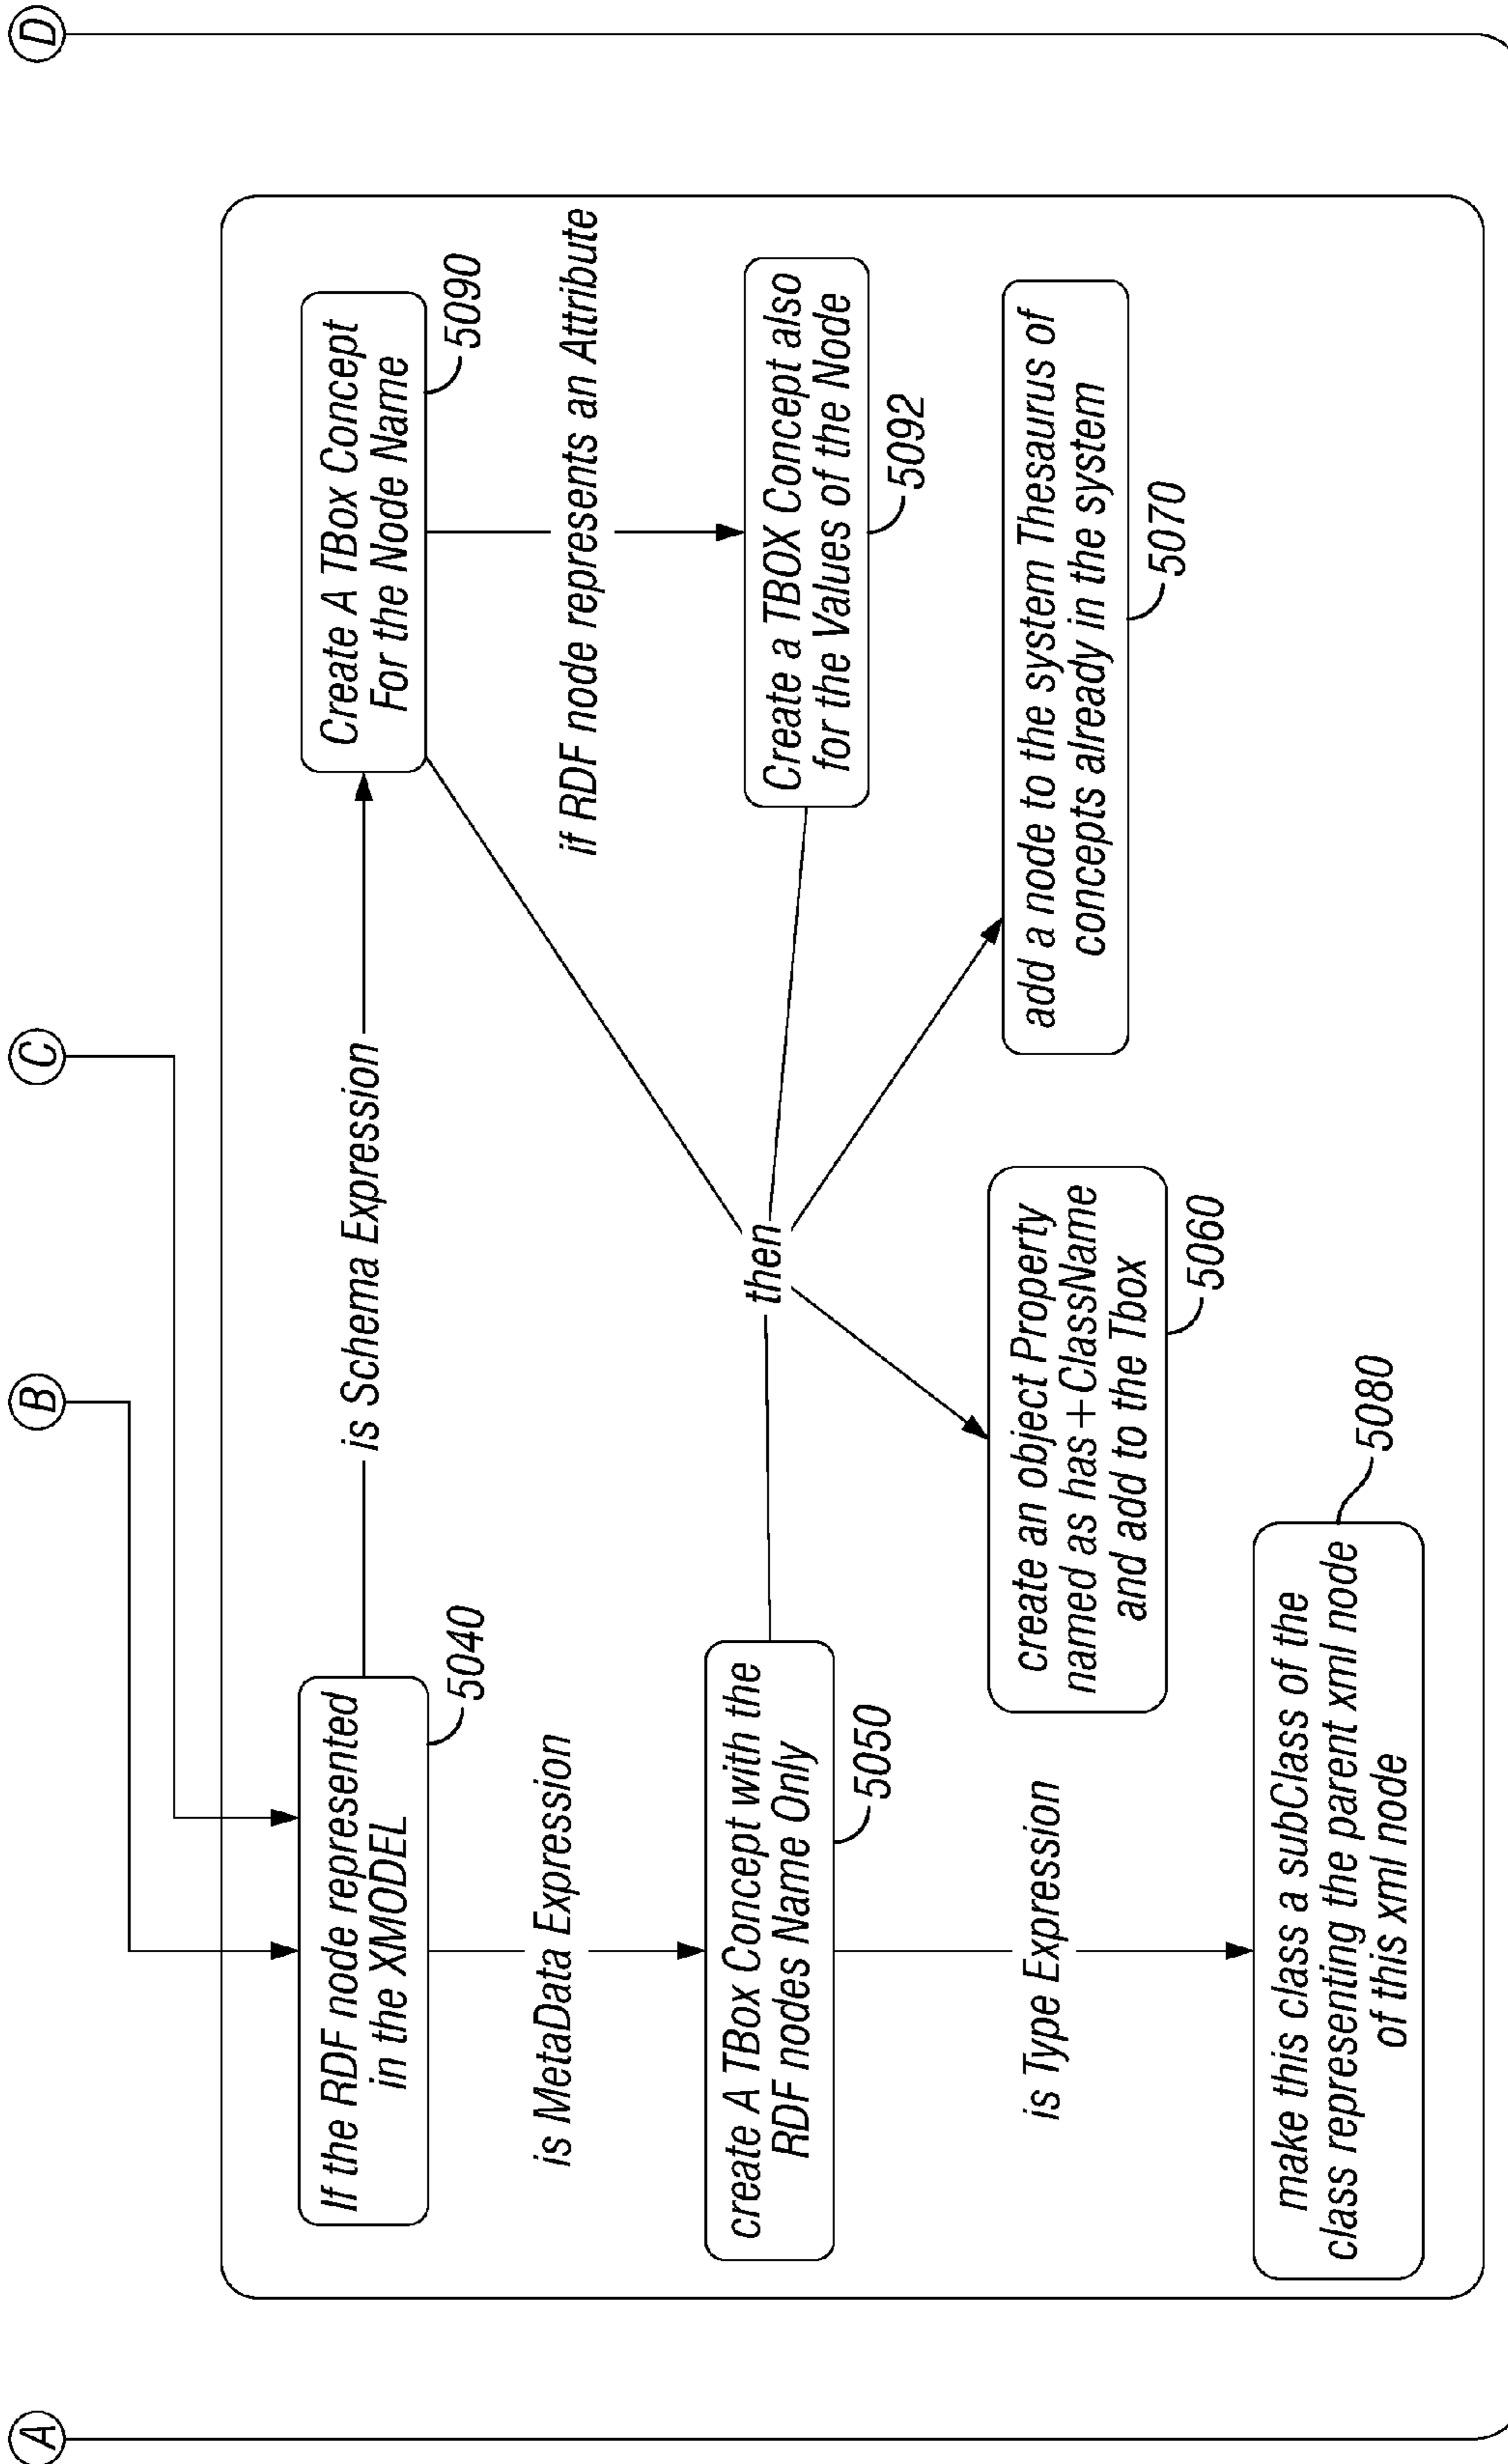 A
B
C
D
If the RDF node represented
in the XMODEL
5040
is Schema Expression
Create A TBox Concept
For the Node Name
5090
is MetaData Expression
if RDF node represents an Attribute
create A TBox Concept with the
RDF nodes Name Only
5050
then
Create a TBOX Concept also
for the Values of the Node
5092
is Type Expression
create an object Property
named as has+ClassName
and add to the Tbox
5060
add a node to the system Thesaurus of
concepts already in the system
5070
make this class a subClass of the
class representing the parent xml node
of this xml node
5080